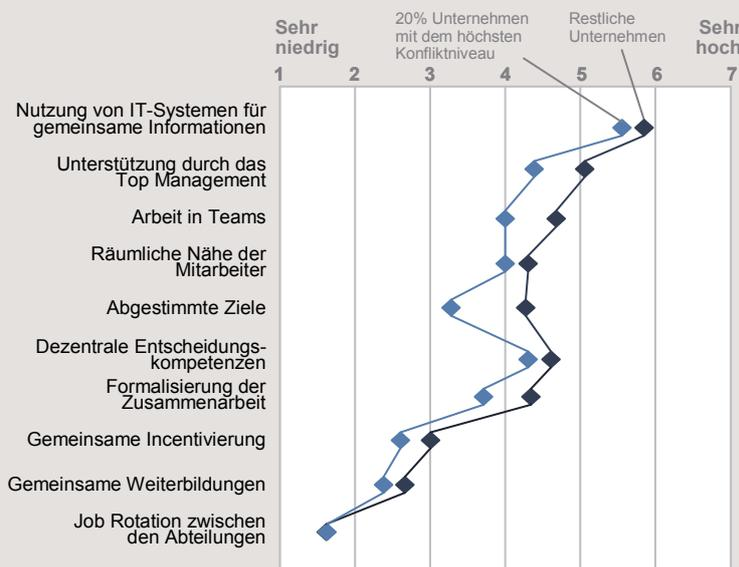 20% Unternehmen
mit dem höchsten
Konfliktniveau
Restliche
Unternehmen
Sehr
niedrig
Sehr
hoch
1 2 3 4 5 6 7
Nutzung von IT-Systemen für
gemeinsame Informationen
Unterstützung durch das
Top Management
Arbeit in Teams
Räumliche Nähe der
Mitarbeiter
Abgestimmte Ziele
Dezentrale Entscheidungs-
kompetenzen
Formalisierung der
Zusammenarbeit
Gemeinsame Incentivierung
Gemeinsame Weiterbildungen
Job Rotation zwischen
den Abteilungen